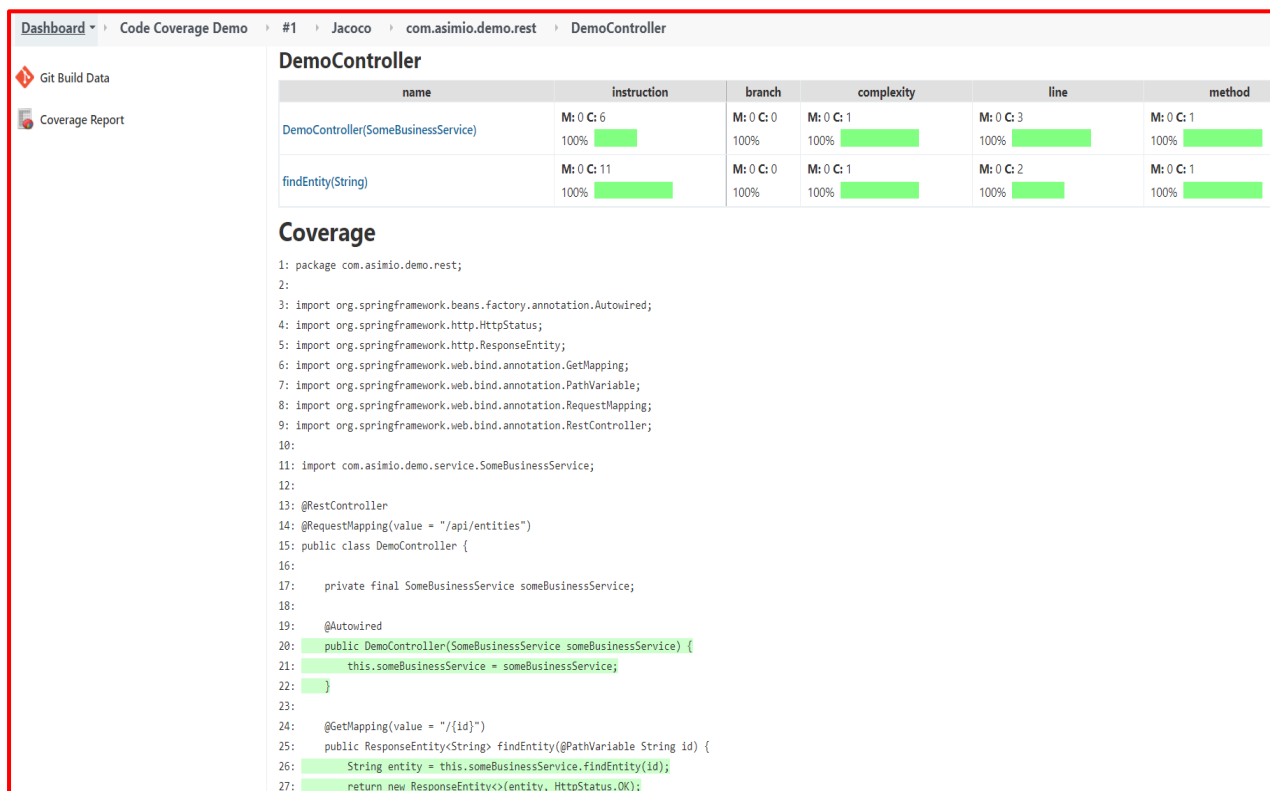 Dashboard Code Coverage Demo #1 Jacoco com.asimio.demo.rest DemoController
Git Build Data
Coverage Report
DemoController
name instruction branch complexity line method
DemoController(SomeBusinessService) M: 0 C: 6 M: 0 C: 0 M: 0 C: 1 M: 0 C: 3 M: 0 C: 1
100% 100% 100% 100% 100%
findEntity(String) M: 0 C: 11 M: 0 C: 0 M: 0 C: 1 M: 0 C: 2 M: 0 C: 1
100% 100% 100% 100% 100%
Coverage
1: package com.asimio.demo.rest;
2:
3: import org.springframework.beans.factory.annotation.Autowired;
4: import org.springframework.http.HttpStatus;
5: import org.springframework.http.ResponseEntity;
6: import org.springframework.web.bind.annotation.GetMapping;
7: import org.springframework.web.bind.annotation.PathVariable;
8: import org.springframework.web.bind.annotation.RequestMapping;
9: import org.springframework.web.bind.annotation.RestController;
10:
11: import com.asimio.demo.service.SomeBusinessService;
12:
13: @RestController
14: @RequestMapping(value = "/api/entities")
15: public class DemoController {
16:
17: private final SomeBusinessService someBusinessService;
18:
19: @Autowired
20: public DemoController(SomeBusinessService someBusinessService) {
21: this.someBusinessService = someBusinessService;
22: }
23:
24: @GetMapping(value = "/{id}")
25: public ResponseEntity<String> findEntity(@PathVariable String id) {
26: String entity = this.someBusinessService.findEntity(id);
27: return new ResponseEntity<>(entity, HttpStatus.OK);